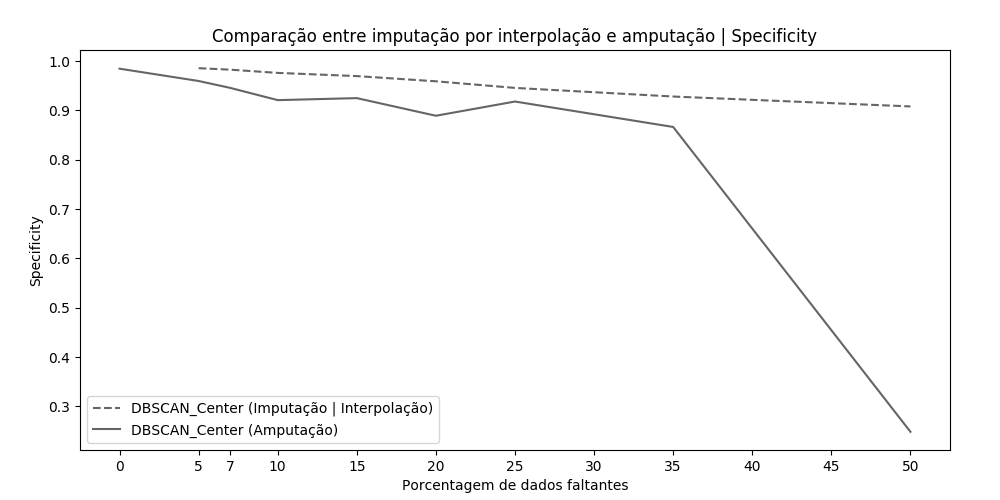 Comparação entre imputação por interpolação e amputação | Specificity
1.0
0.9
0.8
0.7
0.6
0.5
0.4
0.3
Specificity
DBSCAN_Center (Imputação | Interpolação)
DBSCAN_Center (Amputação)
0 5 7 10 15 20 25 30 35 40 45 50
Porcentagem de dados faltantes